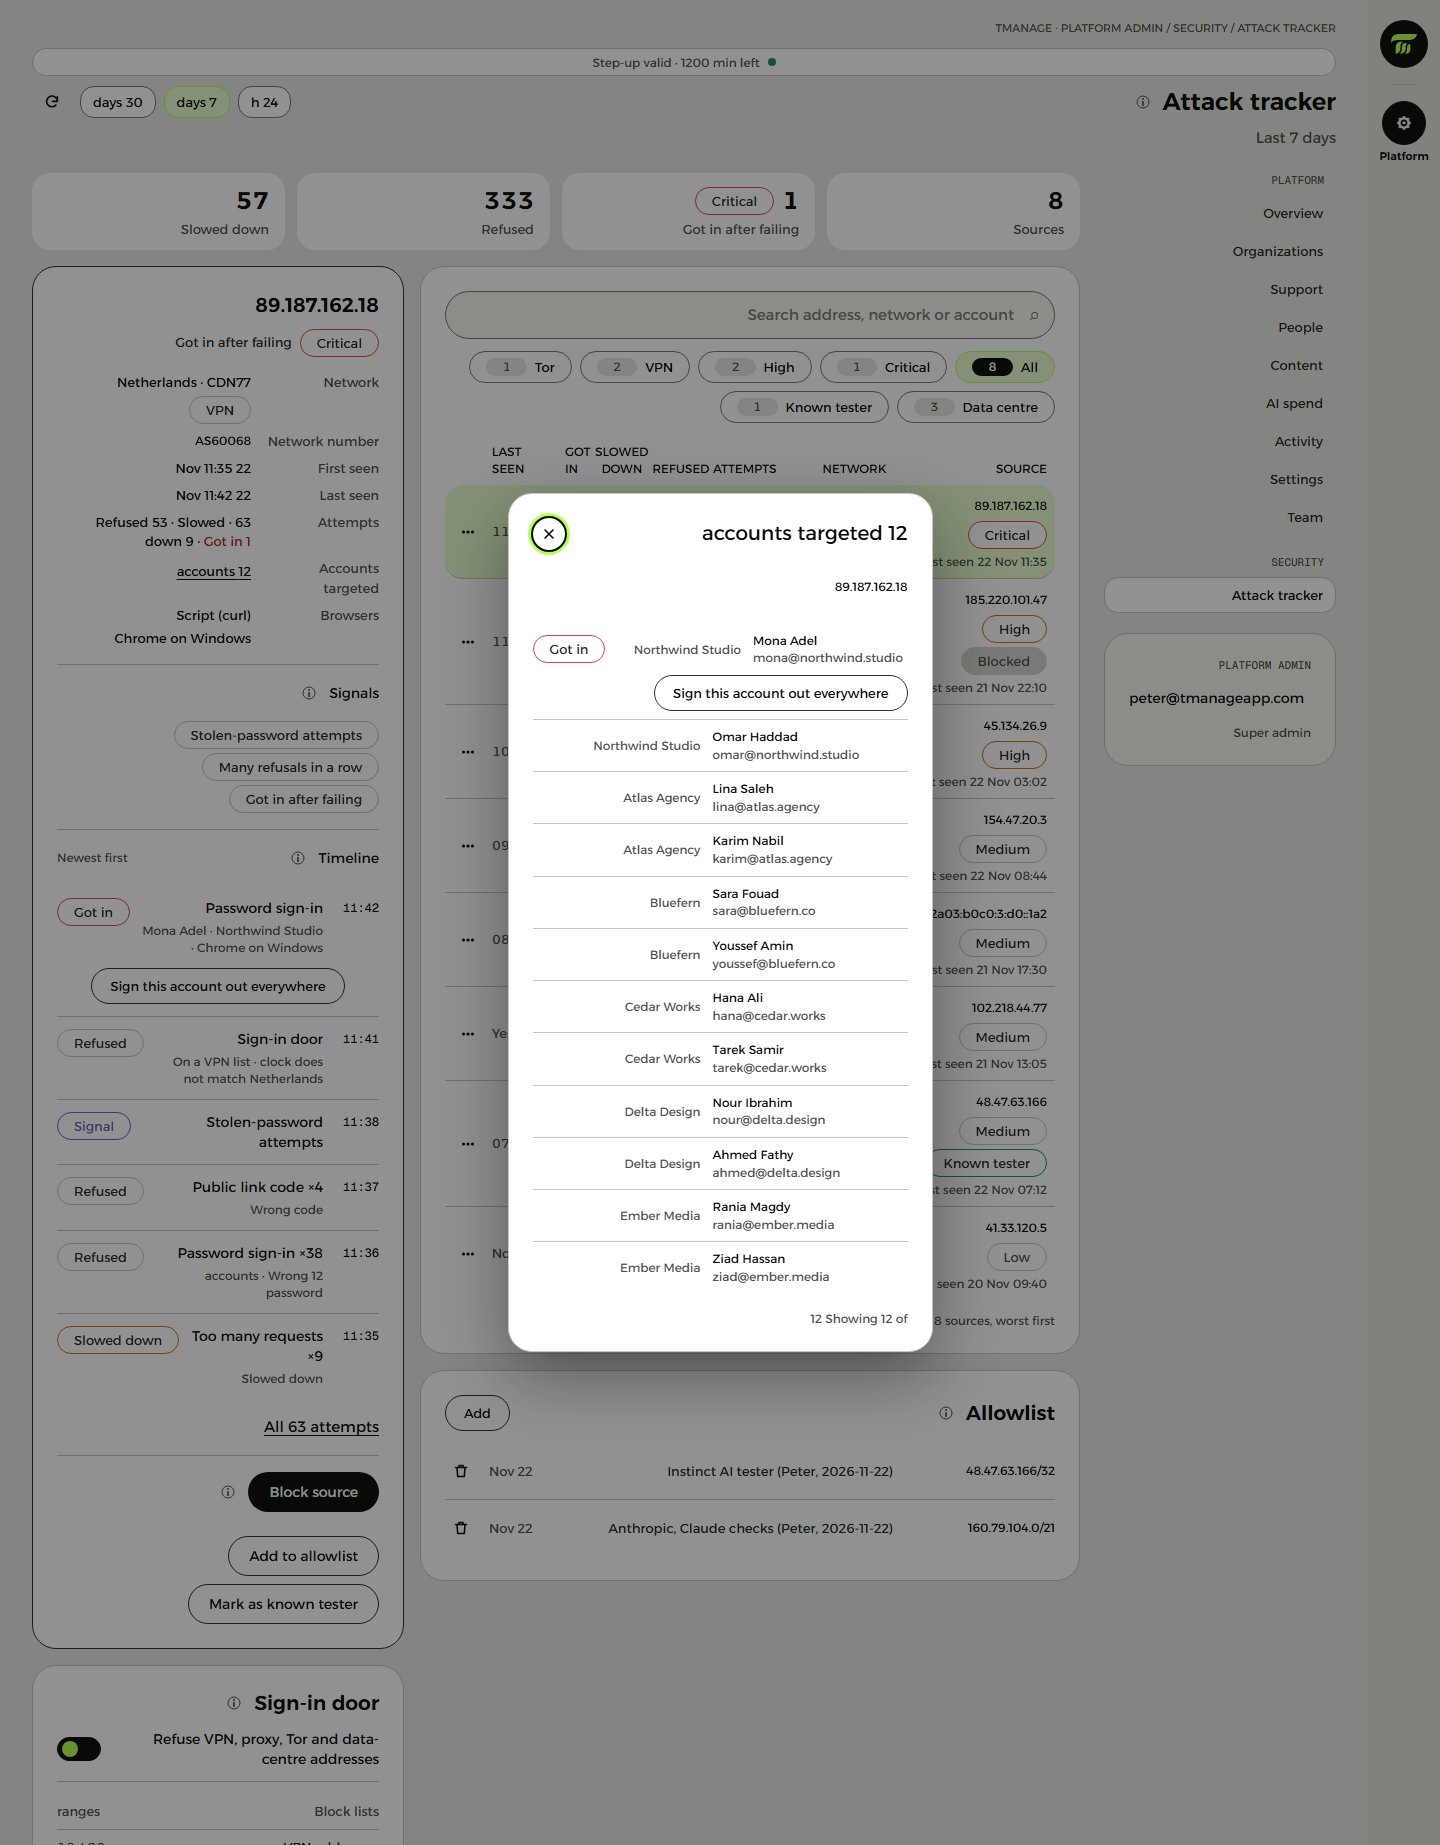 TMANAGE · PLATFORM ADMIN / SECURITY / ATTACK TRACKER
Step-up valid · 1200 min left
Attack tracker
days 30
days 7
h 24
Last 7 days
Platform
57
Slowed down
333
Refused
Critical 1
Got in after failing
8
Sources
PLATFORM
Overview
Organizations
Support
People
Content
AI spend
Activity
Settings
Team
SECURITY
Attack tracker
PLATFORM ADMIN
peter@tmanageapp.com
Super admin
89.187.162.18
Got in after failing Critical
Netherlands · CDN77 Network
VPN
AS60068 Network number
Nov 11:35 22 First seen
Nov 11:42 22 Last seen
Refused 53 · Slowed · 63 Attempts
down 9 · Got in 1
accounts 12 Accounts
targeted
Script (curl) Browsers
Chrome on Windows
Signals
Stolen-password attempts
Many refusals in a row
Got in after failing
Newest first Timeline
Got in Password sign-in 11:42
Mona Adel · Northwind Studio
· Chrome on Windows
Sign this account out everywhere
Refused Sign-in door 11:41
On a VPN list · clock does
not match Netherlands
Signal Stolen-password 11:38
attempts
Refused Public link code ×4 11:37
Wrong code
Refused Password sign-in ×38 11:36
accounts · Wrong 12
password
Slowed down Too many requests 11:35
×9
Slowed down
All 63 attempts
Block source
Add to allowlist
Mark as known tester
Sign-in door
Refuse VPN, proxy, Tor and data-
centre addresses
ranges Block lists
Search address, network or account
1 Tor 2 VPN 2 High 1 Critical 8 All
1 Known tester 3 Data centre
LAST GOT SLOWED
SEEN IN DOWN REFUSED ATTEMPTS NETWORK SOURCE
89.187.162.18
11
Critical
st seen 22 Nov 11:35
185.220.101.47
High
11
Blocked
st seen 21 Nov 22:10
45.134.26.9
10
High
t seen 22 Nov 03:02
154.47.20.3
09
Medium
t seen 22 Nov 08:44
2a03:b0c0:3:d0::1a2
08
Medium
st seen 21 Nov 17:30
102.218.44.77
Ye
Medium
st seen 21 Nov 13:05
48.47.63.166
Medium
07
Known tester
st seen 22 Nov 07:12
41.33.120.5
No
Low
seen 20 Nov 09:40
8 sources, worst first
accounts targeted 12
89.187.162.18
Got in Northwind Studio Mona Adel
mona@northwind.studio
Sign this account out everywhere
Northwind Studio Omar Haddad
omar@northwind.studio
Atlas Agency Lina Saleh
lina@atlas.agency
Atlas Agency Karim Nabil
karim@atlas.agency
Bluefern Sara Fouad
sara@bluefern.co
Bluefern Youssef Amin
youssef@bluefern.co
Cedar Works Hana Ali
hana@cedar.works
Cedar Works Tarek Samir
tarek@cedar.works
Delta Design Nour Ibrahim
nour@delta.design
Delta Design Ahmed Fathy
ahmed@delta.design
Ember Media Rania Magdy
rania@ember.media
Ember Media Ziad Hassan
ziad@ember.media
12 Showing 12 of
Add Allowlist
Nov 22 Instinct AI tester (Peter, 2026-11-22) 48.47.63.166/32
Nov 22 Anthropic, Claude checks (Peter, 2026-11-22) 160.79.104.0/21